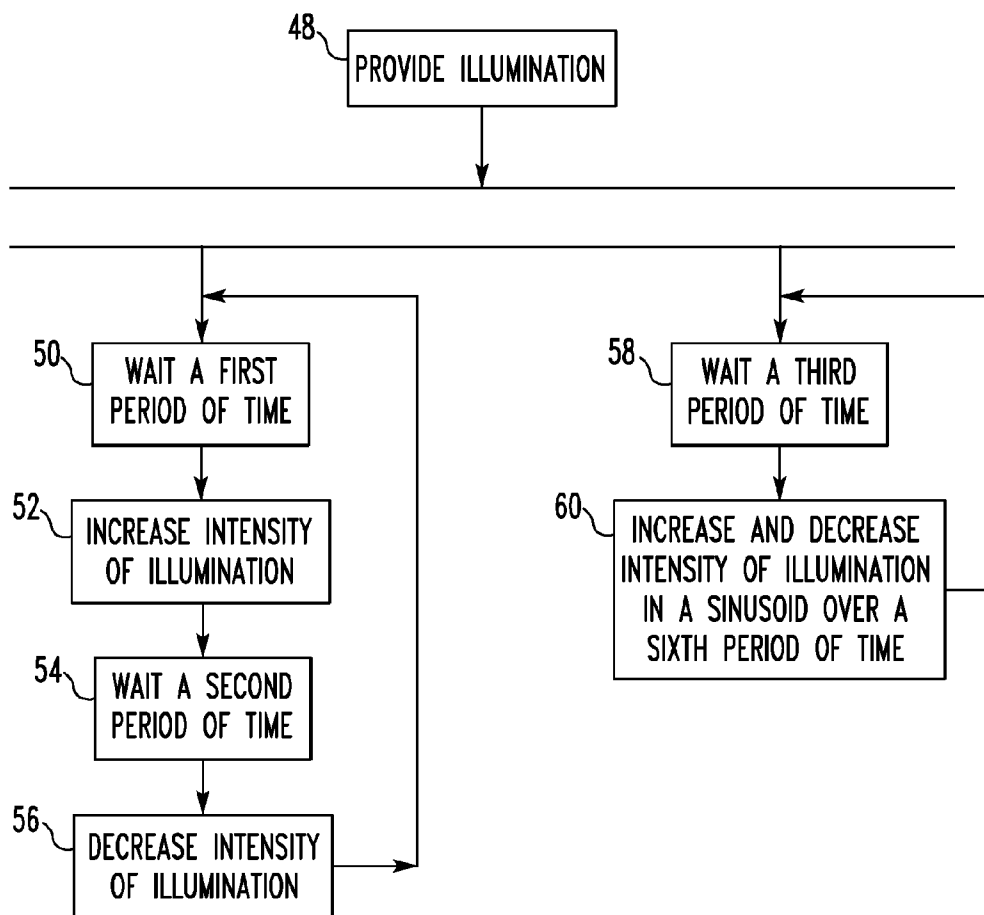 48
PROVIDE ILLUMINATION
50
WAIT A FIRST
PERIOD OF TIME
52
INCREASE INTENSITY
OF ILLUMINATION
54
WAIT A SECOND
PERIOD OF TIME
56
DECREASE INTENSITY
OF ILLUMINATION
58
WAIT A THIRD
PERIOD OF TIME
60
INCREASE AND DECREASE
INTENSITY OF ILLUMINATION
IN A SINUSOID OVER A
SIXTH PERIOD OF TIME